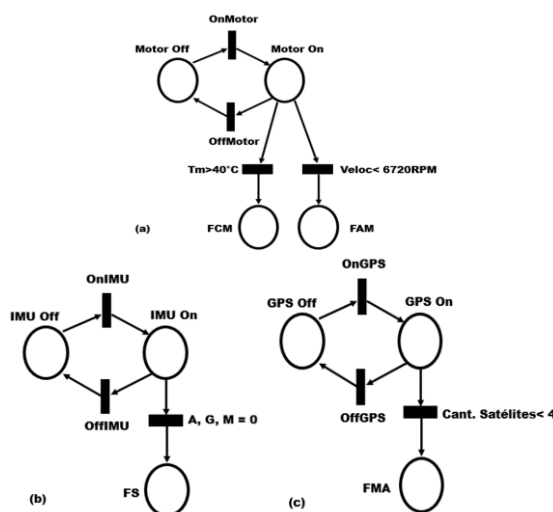 OnMotor
Motor Off
Motor On
OffMotor
Tm>40°C
Veloc< 6720RPM
FCM
FAM
(a)
OnIMU
IMU Off
IMU On
OffIMU
A, G, M = 0
FS
(b)
OnGPS
GPS Off
GPS On
OffGPS
Cant. Satélites< 4
FMA
(c)